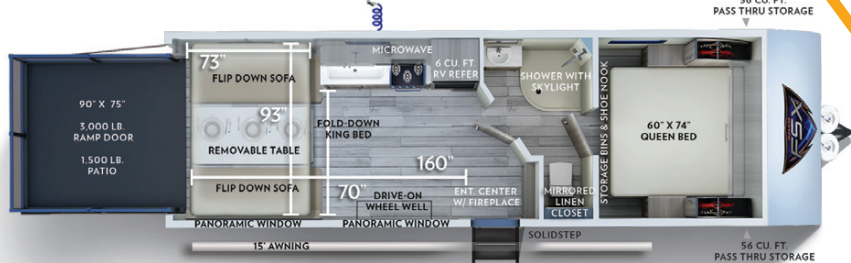 56 CU. FT.
PASS THRU STORAGE
73"
MICROWAVE
FLIP DOWN SOFA
6 CU. FT.
RV REFER
SHOWER WITH
SKYLIGHT
90" X 75"
3,000 LB.
RAMP DOOR
1,500 LB.
PATIO
93"
FOLD-DOWN
KING BED
REMOVABLE TABLE
STORAGE BINS & SHOE NOOK
60" X 74"
QUEEN BED
160"
FLIP DOWN SOFA
70"
DRIVE-ON
WHEEL WELL
ENT. CENTER
W/ FIREPLACE
MIRRORED
LINEN
CLOSET
PANORAMIC WINDOW
PANORAMIC WINDOW
SOLIDSTEP
15' AWNING
56 CU. FT.
PASS THRU STORAGE